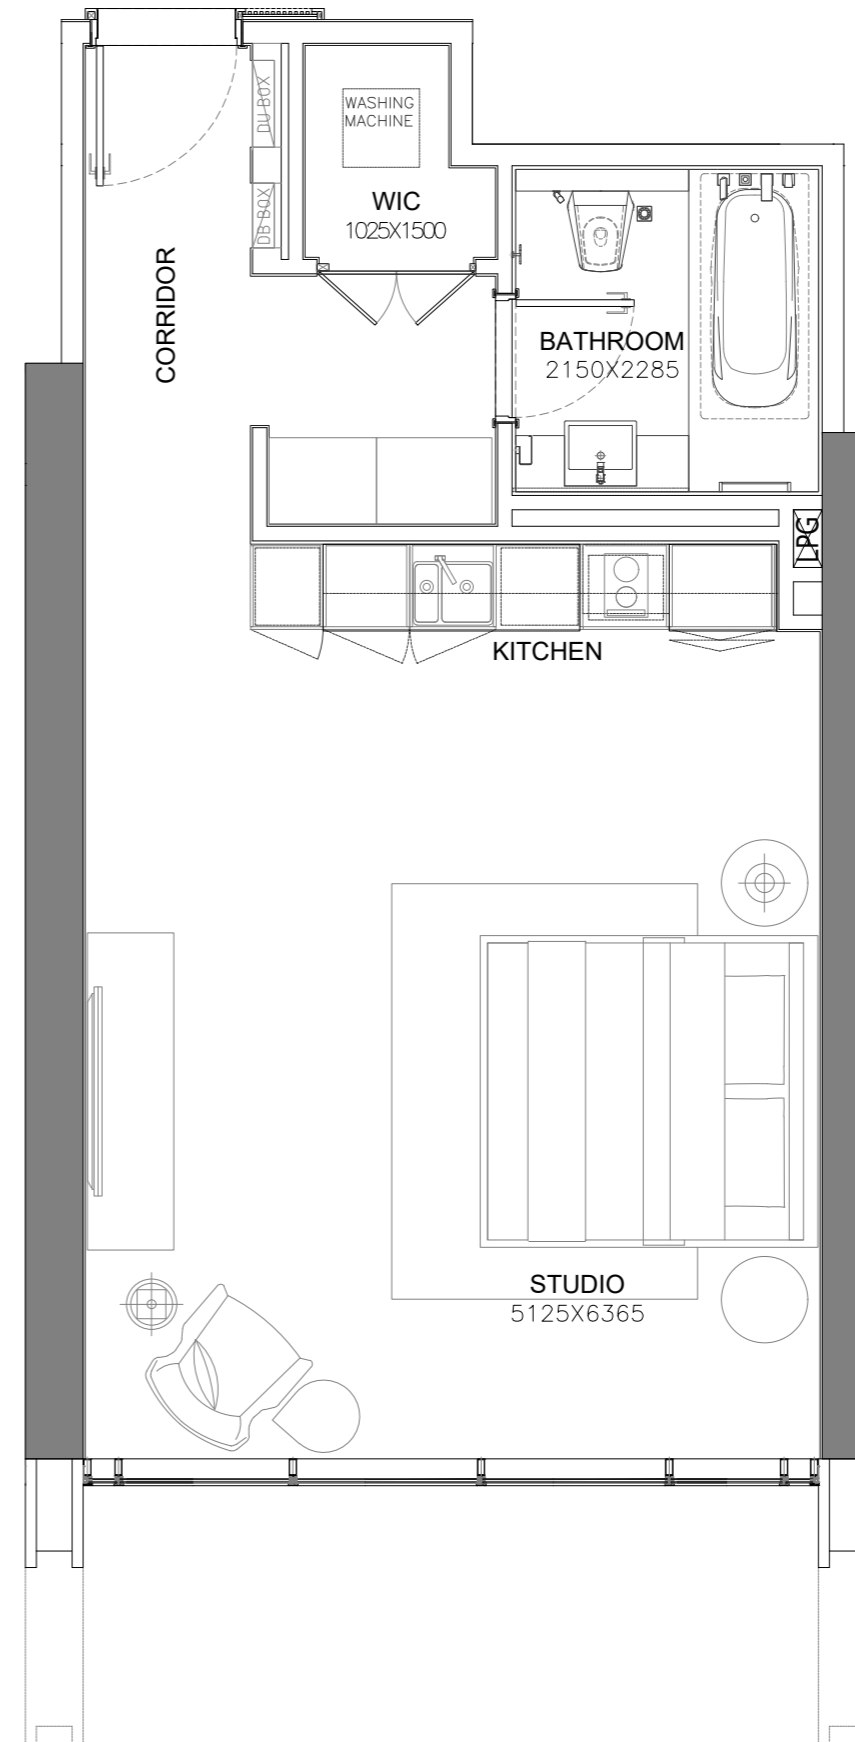 DU BOX
WASHING
MACHINE
WIC
1025X1500
DB BOX
CORRIDOR
BATHROOM
2150X2285
LPG
KITCHEN
STUDIO
5125X6365